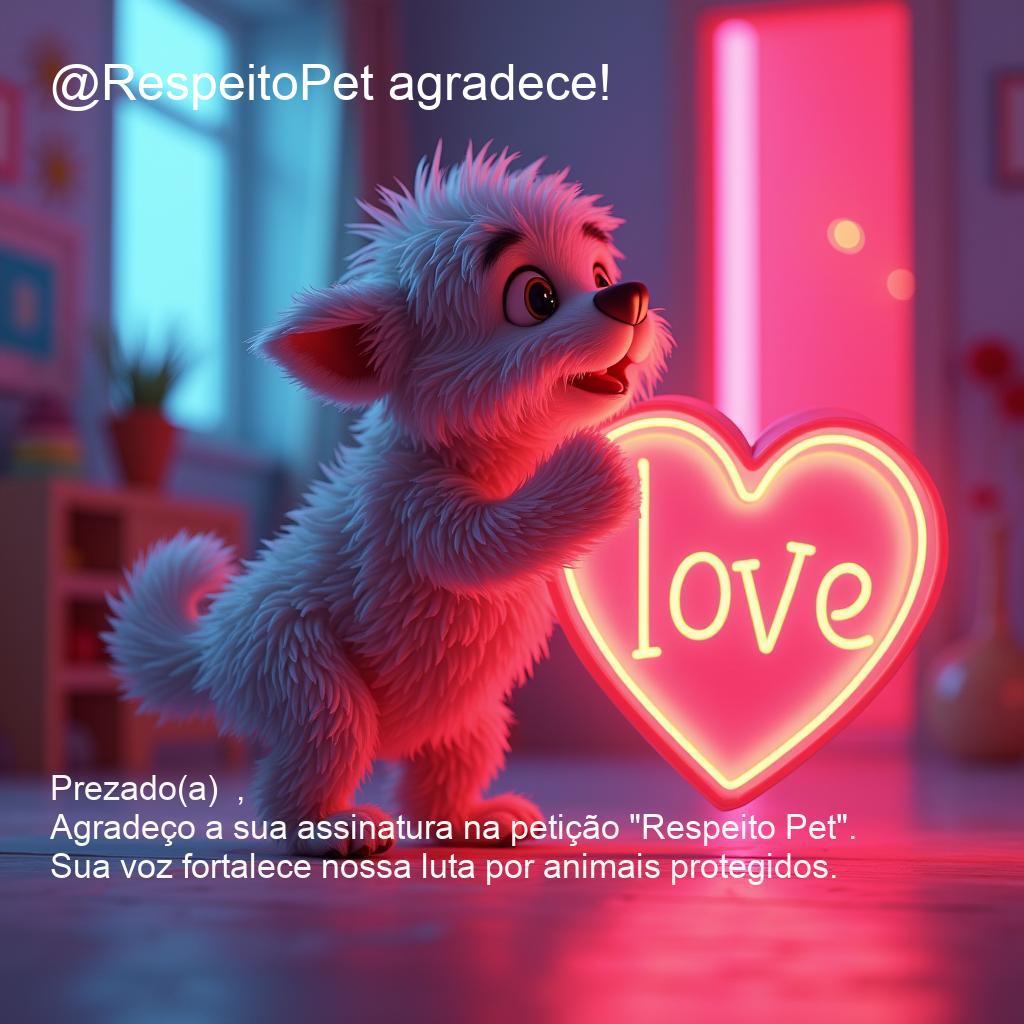 @RespeitoPet agradece!
love
Prezado(a)  ,
Agradeço a sua assinatura na petição "Respeito Pet".
Sua voz fortalece nossa luta por animais protegidos.